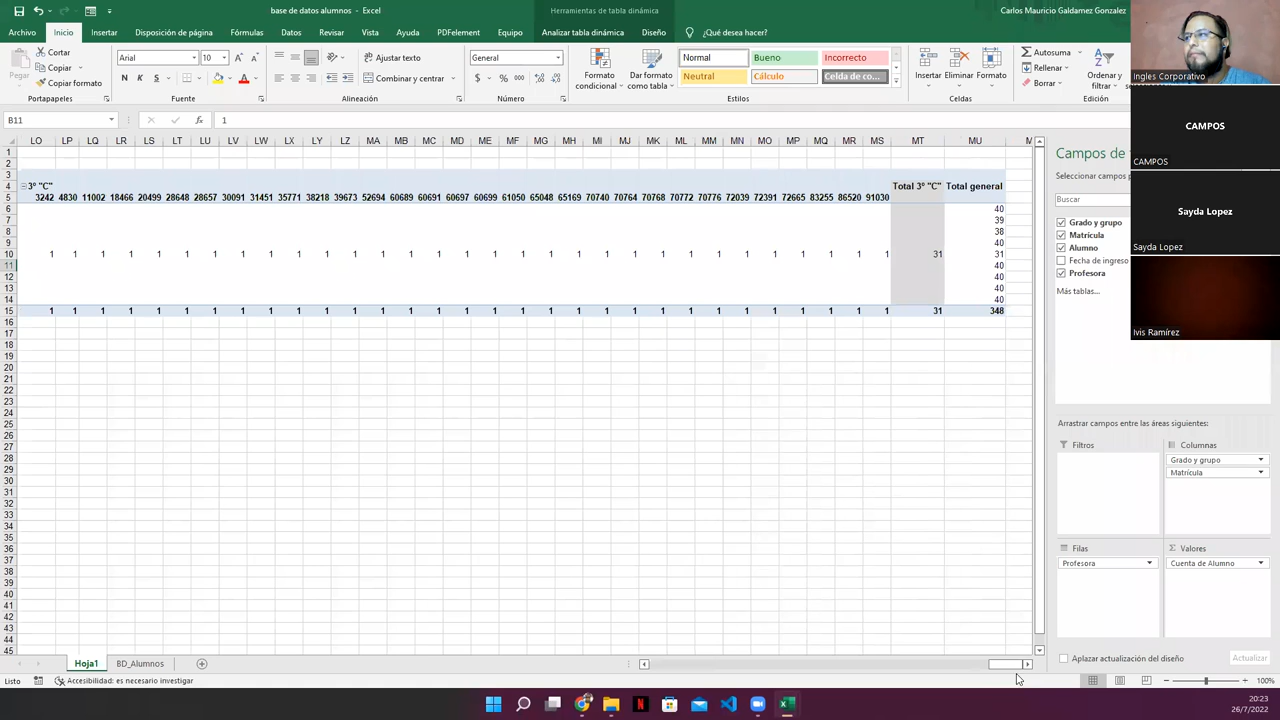 base de datos alumnos - Excel
Herramientas de tabla dinámica
Carlos Mauricio Galdamez Gonzalez
Archivo Inicio Insertar Disposición de página Fórmulas Datos Revisar Vista Ayuda PDFelement Equipo Analizar tabla dinámica Diseño ¿Qué desea hacer?
Pegar
Cortar
Copiar
Copiar formato
Portapapeles
Arial 10
N K S
Fuente
Ajustar texto
Combinar y centrar
Alineación
General
$ % 000
Número
Formato condicional
Dar formato como tabla
Normal Bueno Incorrecto
Neutral Cálculo Celda de co...
Estilos
Insertar Eliminar Formato
Celdas
Autosuma
Rellenar
Borrar
Ordenar y filtrar
Edición
Ingles Corporativo
B11 fx 1
LO LP LQ LR LS LT LU LV LW LX LY LZ MA MB MC MD MF MG MH MI MJ MK ML MM MN MO MP MQ MR MS MT MU M
1
2
3
4 3º "C" Total 3º "C" Total general
5 3242 4830 11002 18466 20499 28648 28657 30091 31451 35771 38218 39673 52694 60689 60691 60697 60699 61050 65048 65169 70740 70764 70768 70772 70776 72039 72391 72665 83255 86520 91030
6 40
7 39
8 38
9 40
10 1 1 1 1 1 1 1 1 1 1 1 1 1 1 1 1 1 1 1 1 1 1 1 1 1 1 1 1 1 1 1 31 31
11 40
12 40
13 40
14 40
15 1 1 1 1 1 1 1 1 1 1 1 1 1 1 1 1 1 1 1 1 1 1 1 1 1 1 1 1 1 1 1 31 348
16
17
18
19
20
21
22
23
24
25
26
27
28
29
30
31
32
33
34
35
36
37
38
39
40
41
42
43
44
45
Campos de
Seleccionar campos
Buscar
Grado y grupo
Matrícula
Alumno
Fecha de ingreso
Profesora
Más tablas...
CAMPOS
CAMPOS
Sayda Lopez
Sayda Lopez
Ivis Ramírez
Arrastrar campos entre las áreas siguientes:
Filtros
Columnas
Grado y grupo
Matrícula
Filas
Profesora
Valores
Cuenta de Alumno
Aplazar actualización del diseño
Actualizar
Hoja1 BD_Alumnos
Listo
Accesibilidad: es necesario investigar
100%
20:23
26/7/2022